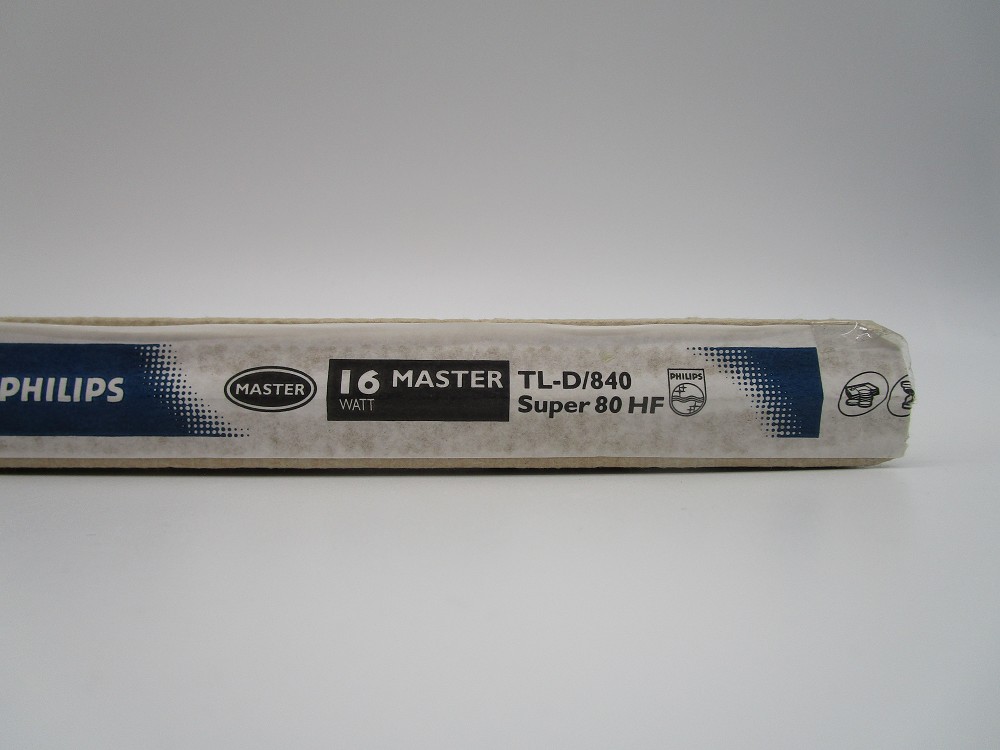 PHILIPS
MASTER
16 MASTER
WATT
TL-D/840
Super 80 HF
PHILIPS